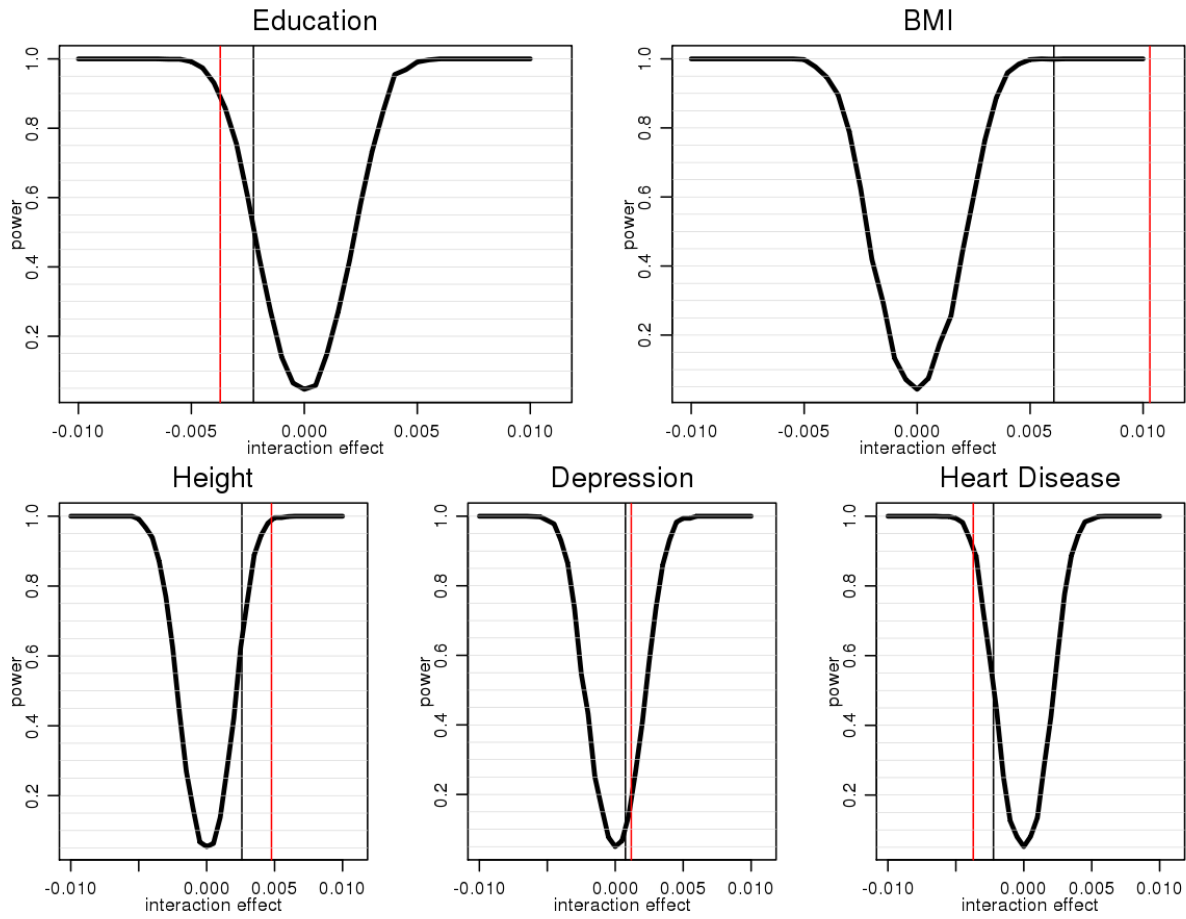 Education
power
0.2 0.4 0.6 0.8 1.0
-0.010 -0.005 0.000 0.005 0.010
interaction effect
BMI
power
0.2 0.4 0.6 0.8 1.0
-0.010 -0.005 0.000 0.005 0.010
interaction effect
Height
power
0.2 0.4 0.6 0.8 1.0
-0.010 0.000 0.005 0.010
interaction effect
Depression
power
0.2 0.4 0.6 0.8 1.0
-0.010 0.000 0.005 0.010
interaction effect
Heart Disease
power
0.2 0.4 0.6 0.8 1.0
-0.010 0.000 0.005 0.010
interaction effect